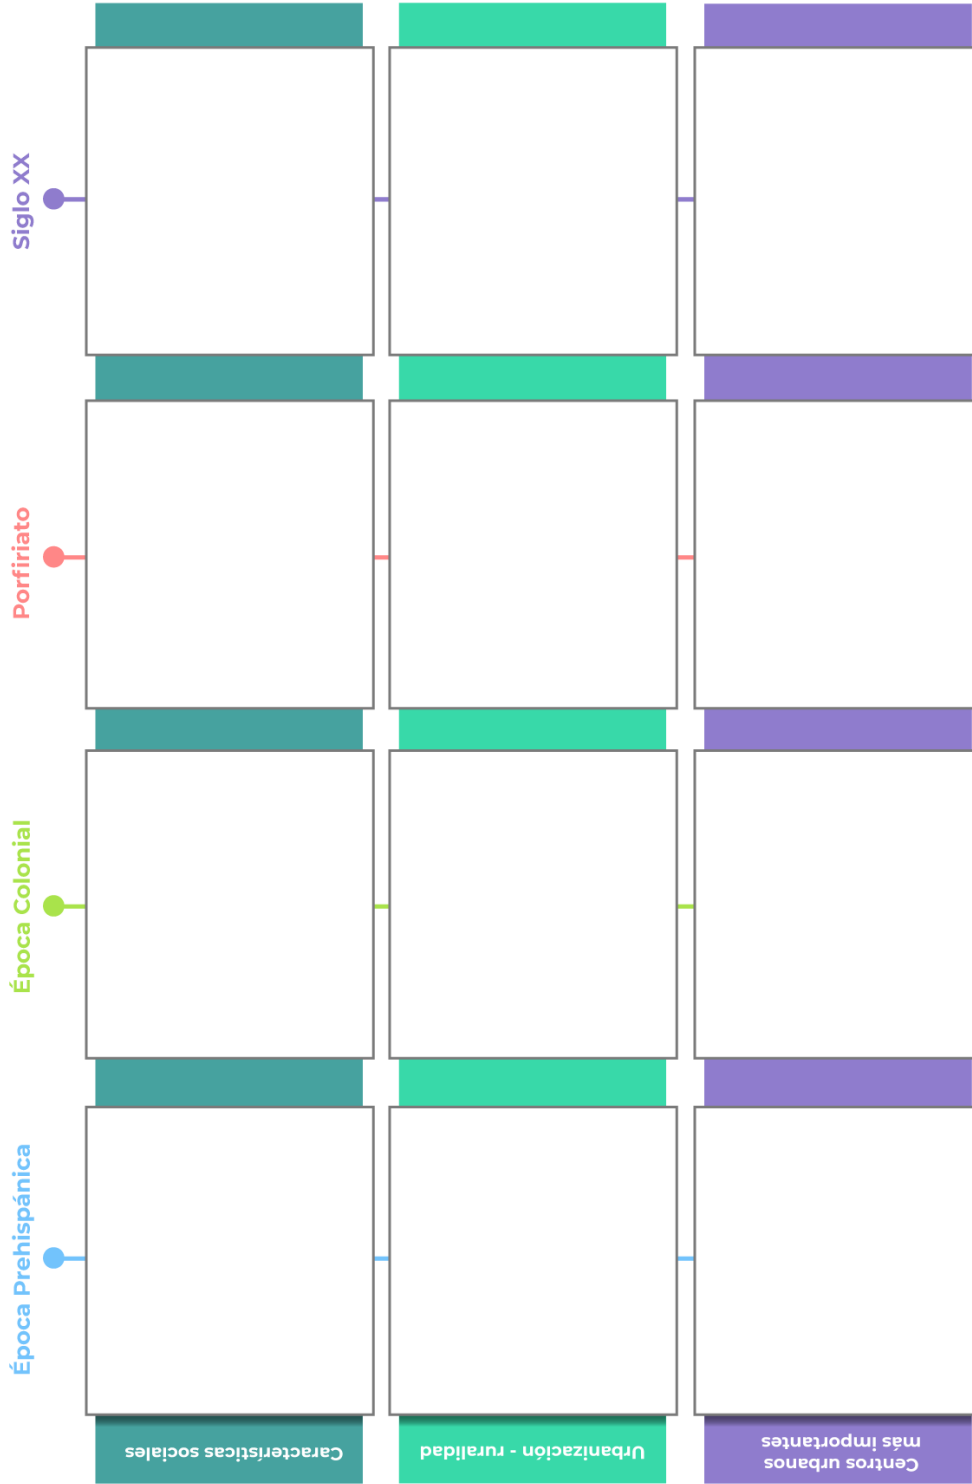 Época Prehispánica
Época Colonial
Porfiriato
Siglo XX
Características sociales
Urbanización - ruralidad
Centros urbanos
más importantes